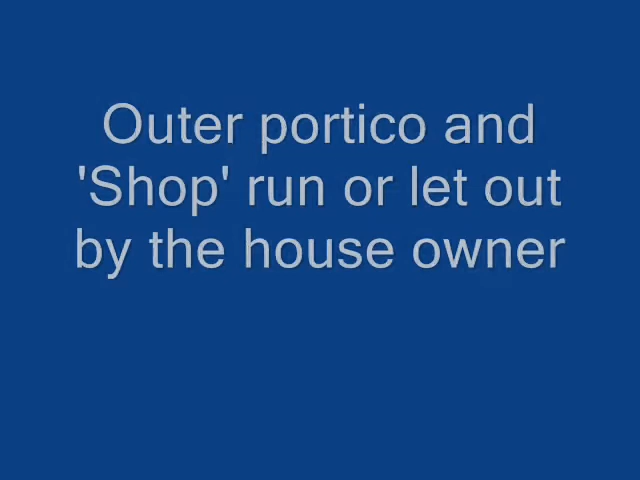 Outer portico and
'Shop' run or let out
by the house owner